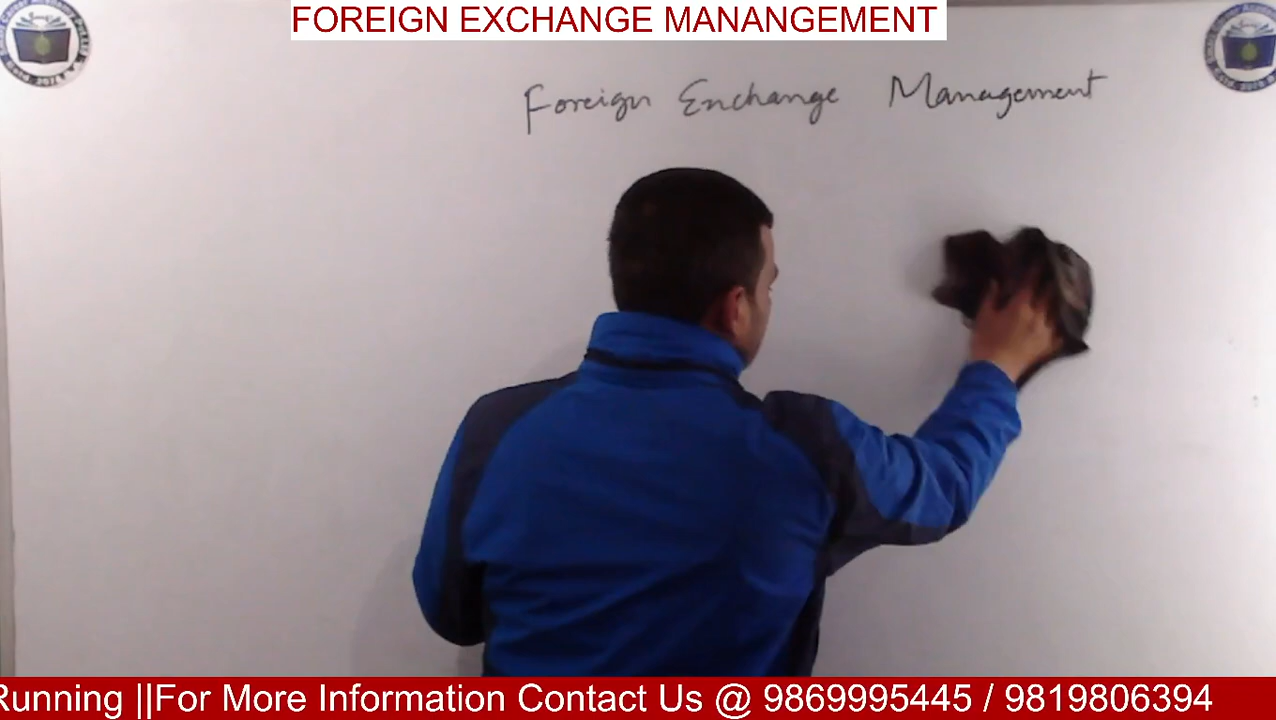 FOREIGN EXCHANGE MANANGEMENT
Foreign Exchange Management
Running ||For More Information Contact Us @ 9869995445 / 9819806394